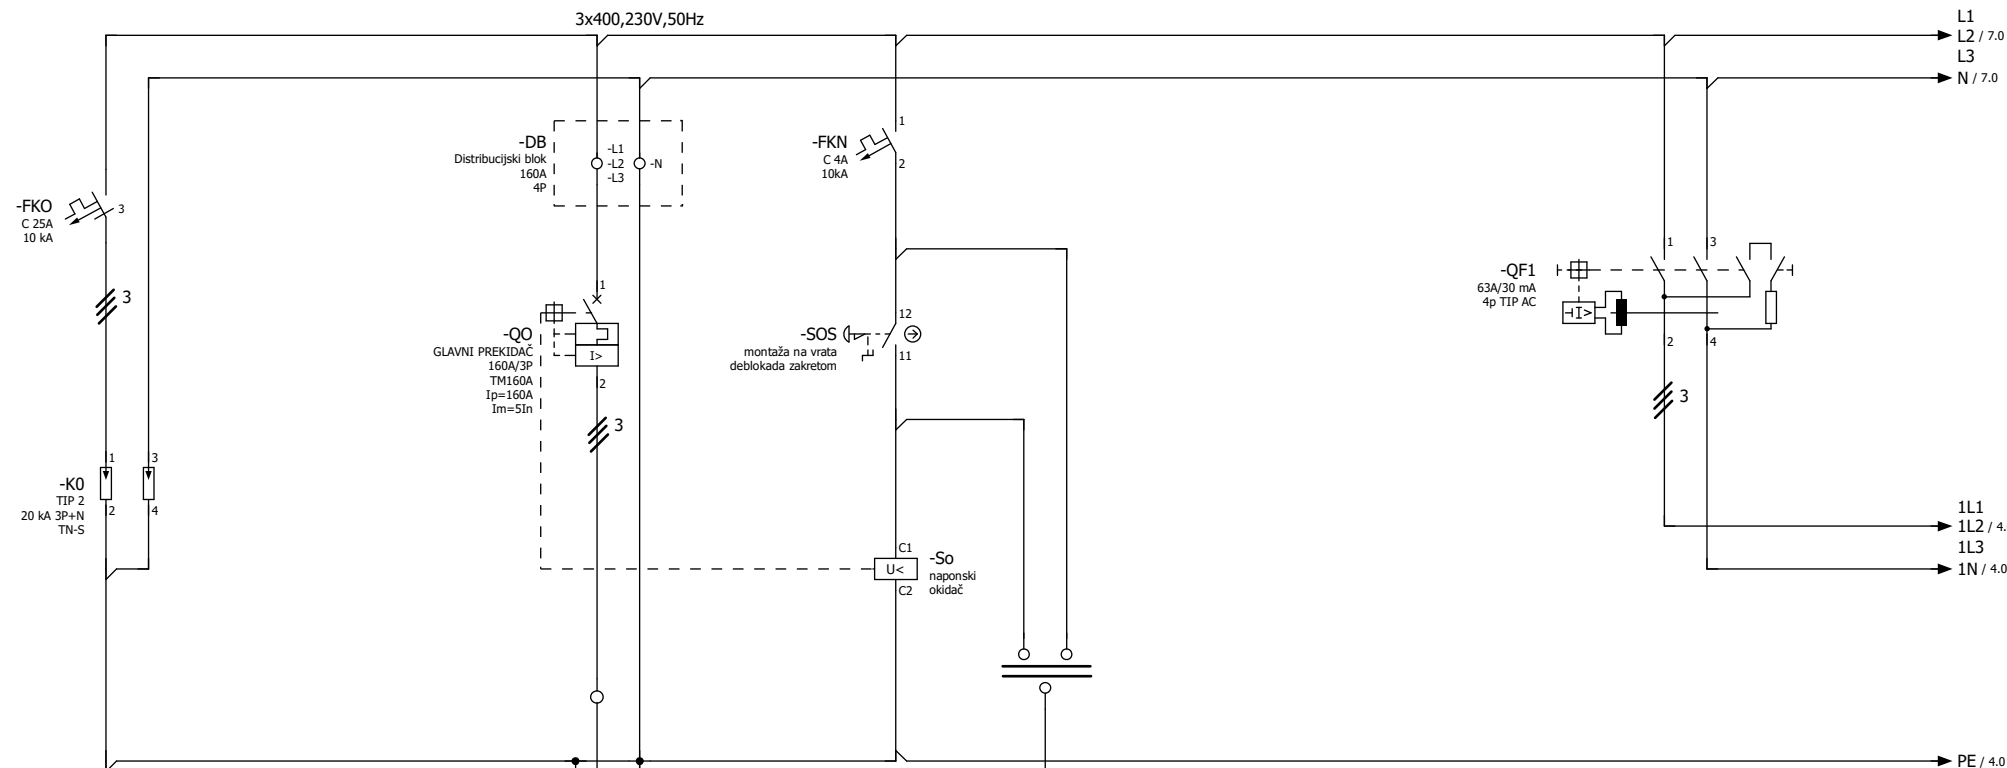 3x400,230V,50Hz
L1
L2 / 7.0
L3
N / 7.0
-DB
Distribucijski blok
160A
4P
-L1
-L2
-L3
-N
-FKN
C 4A
10kA
1
2
-FKO
C 25A
10 kA
3
3
-QO
GLAVNI PREKIDAČ
160A/3P
TM160A
Ip=160A
Im=5In
1
I>
2
3
-SOS
montaža na vrata
deblokada zakretom
12
11
-QF1
63A/30 mA
4p TIP AC
I>
1
3
2
4
3
-K0
TIP 2
20 kA 3P+N
TN-S
1
2
3
4
C1
U<
C2
-So
naponski
okidač
1L1
1L2 / 4.
1L3
1N / 4.0
PE / 4.0